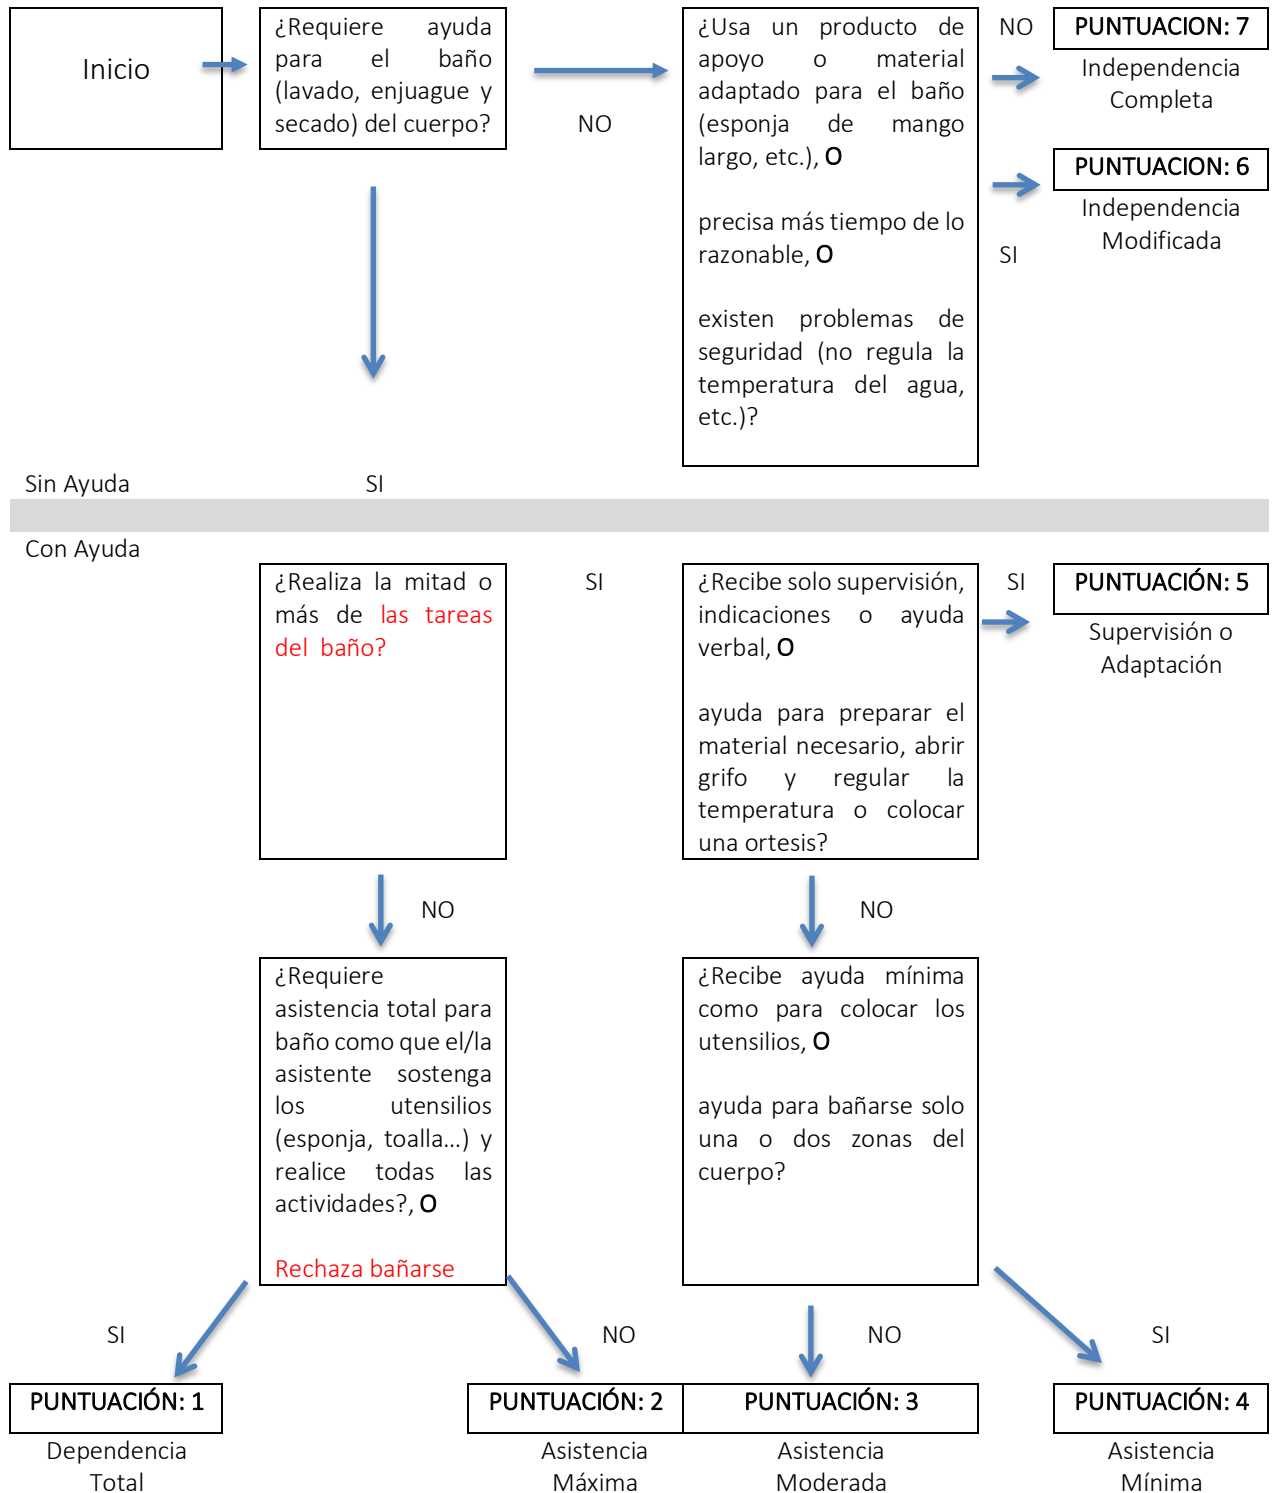 Inicio
¿Requiere ayuda
para el baño
(lavado, enjuague y
secado) del cuerpo?
NO
¿Usa un producto de
apoyo o material
adaptado para el baño
(esponja de mango
largo, etc.), O
precisa más tiempo de lo
razonable, O
existen problemas de
seguridad (no regula la
temperatura del agua,
etc.)?
NO
PUNTUACION: 7
Independencia
Completa
PUNTUACION: 6
Independencia
Modificada
SI
Sin Ayuda
SI
Con Ayuda
¿Realiza la mitad o
más de las tareas
del baño?
SI
¿Recibe solo supervisión,
indicaciones o ayuda
verbal, O
ayuda para preparar el
material necesario, abrir
grifo y regular la
temperatura o colocar
una ortesis?
SI
PUNTUACIÓN: 5
Supervisión o
Adaptación
NO
NO
¿Requiere
asistencia total para
baño como que el/la
asistente sostenga
los utensilios
(esponja, toalla…) y
realice todas las
actividades?, O
Rechaza bañarse
¿Recibe ayuda mínima
como para colocar los
utensilios, O
ayuda para bañarse solo
una o dos zonas del
cuerpo?
SI
NO
NO
SI
PUNTUACIÓN: 1
Dependencia
Total
PUNTUACIÓN: 2
Asistencia
Máxima
PUNTUACIÓN: 3
Asistencia
Moderada
PUNTUACIÓN: 4
Asistencia
Mínima